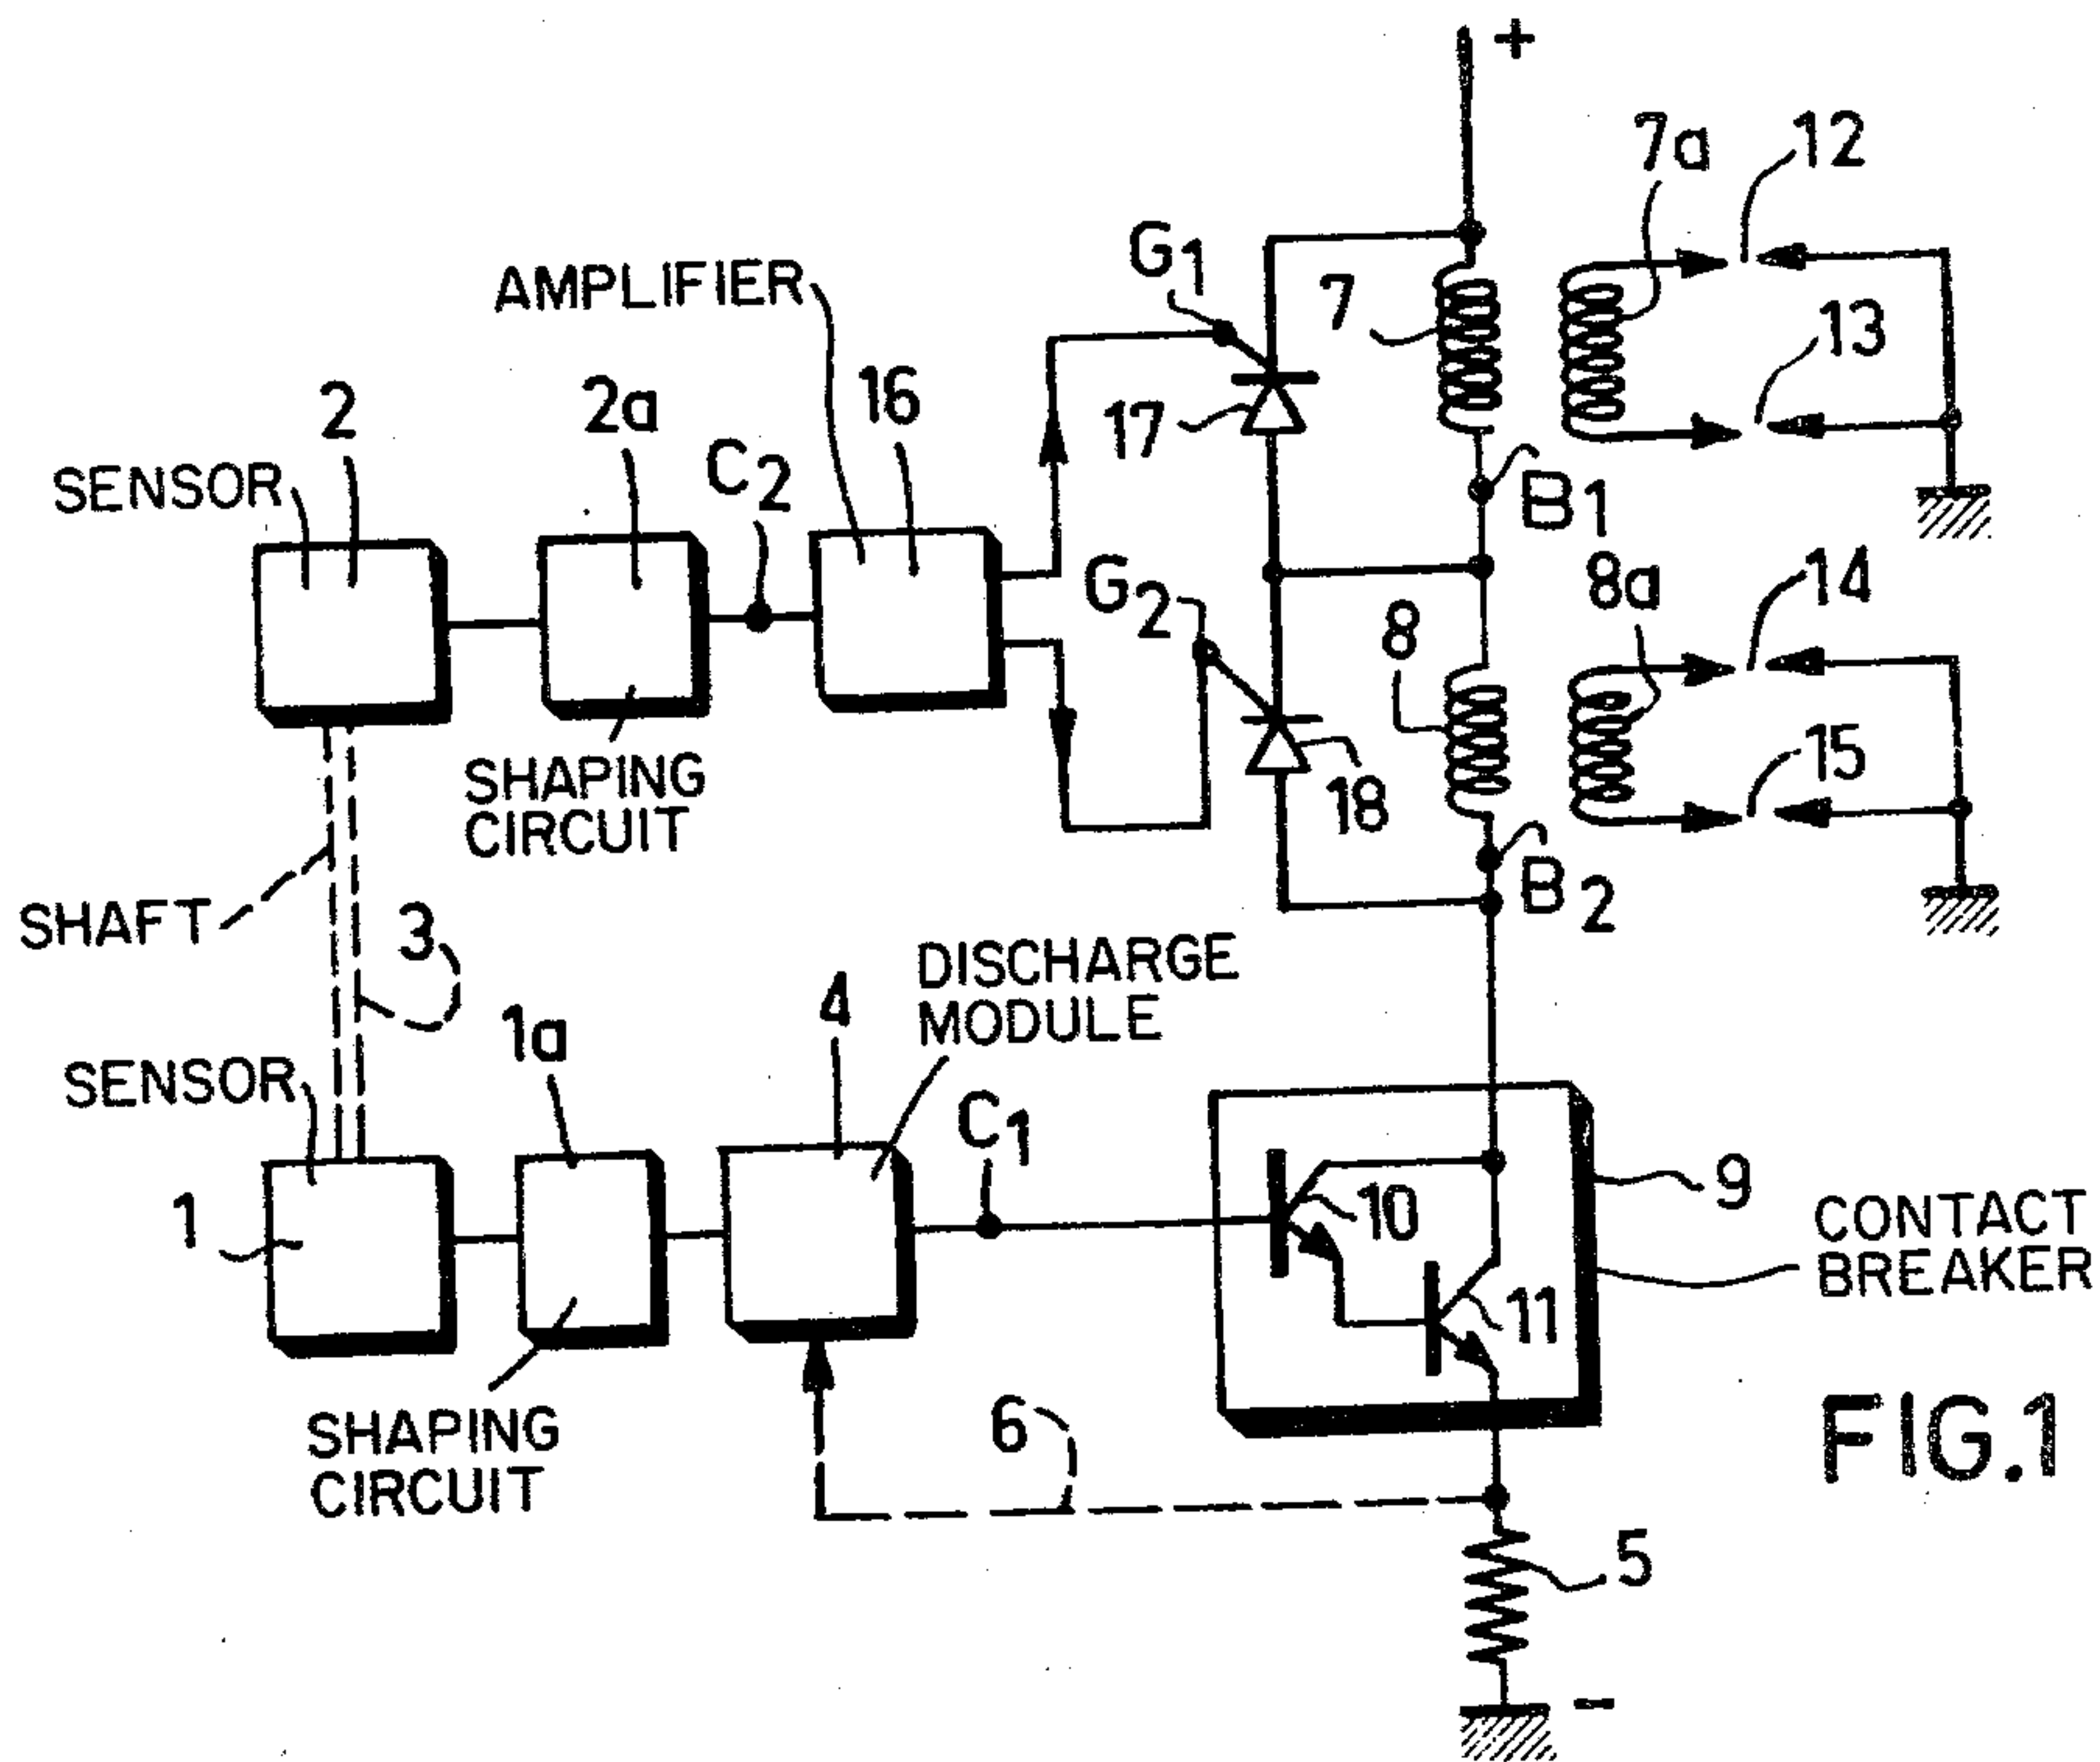 +
7a
12
G1
7
AMPLIFIER
13
2
2a
16
17
C2
SENSOR
B1
G2
8
8a
14
SHAPING
CIRCUIT
18
15
SHAFT
3
B2
DISCHARGE
MODULE
4
1a
SENSOR
C1
1
10
9
CONTACT
BREAKER
11
6
SHAPING
CIRCUIT
FIG.1
5
-